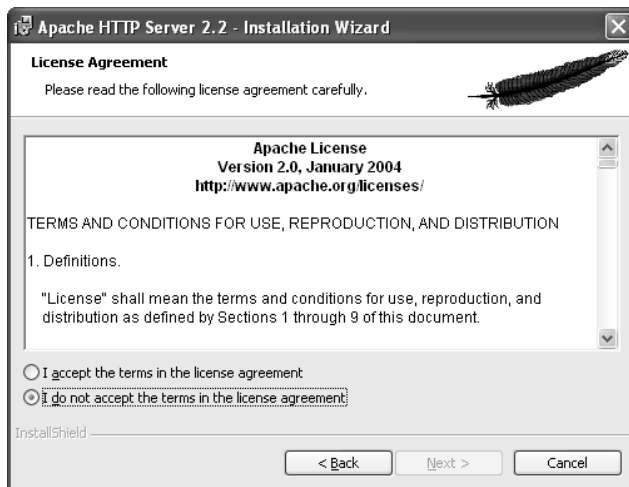 Apache HTTP Server 2.2 - Installation Wizard
License Agreement
Please read the following license agreement carefully.
Apache License
Version 2.0, January 2004
http://www.apache.org/licenses/
TERMS AND CONDITIONS FOR USE, REPRODUCTION, AND DISTRIBUTION
1. Definitions.
"License" shall mean the terms and conditions for use, reproduction, and
distribution as defined by Sections 1 through 9 of this document.
I accept the terms in the license agreement
I do not accept the terms in the license agreement
InstallShield
< Back
Next >
Cancel